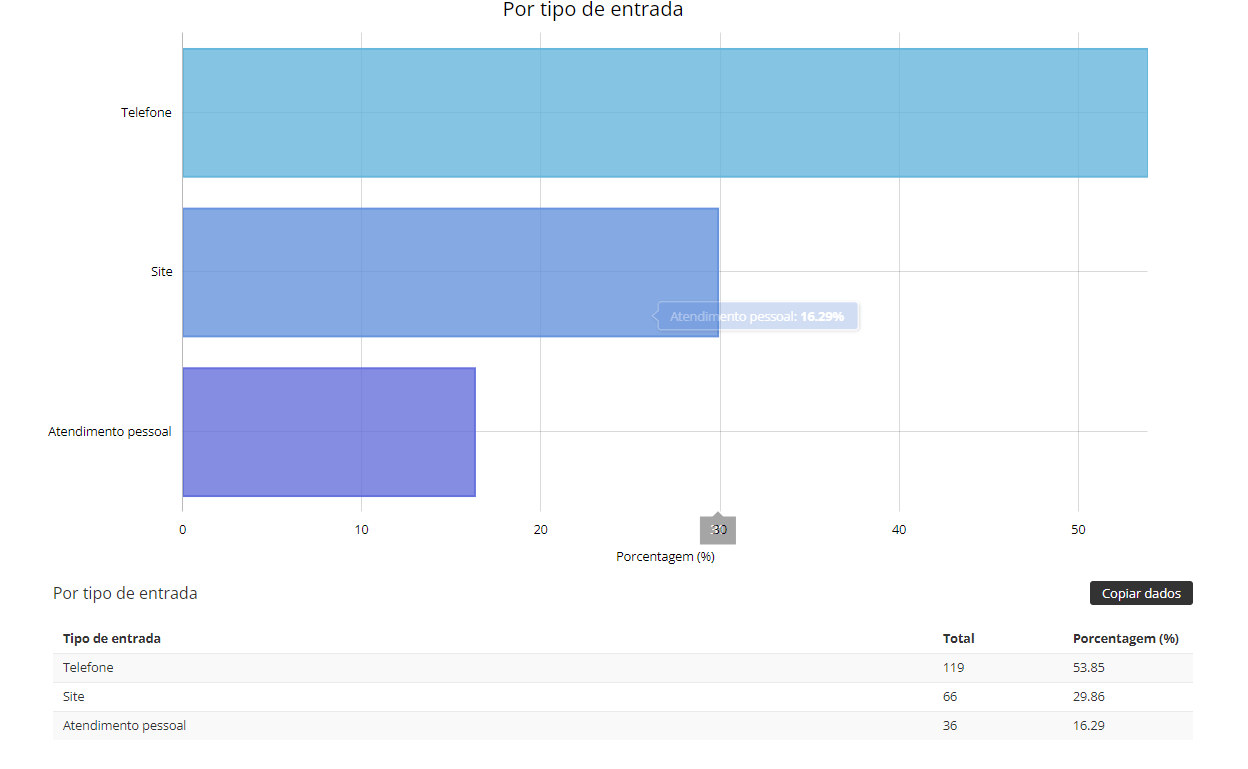 Por tipo de entrada
Telefone
Site
Atendimento pessoal: 16.29%
Atendimento pessoal
0 10 20 30 40 50
Porcentagem (%)
Por tipo de entrada Copiar dados
Tipo de entrada Total Porcentagem (%)
Telefone 119 53.85
Site 66 29.86
Atendimento pessoal 36 16.29